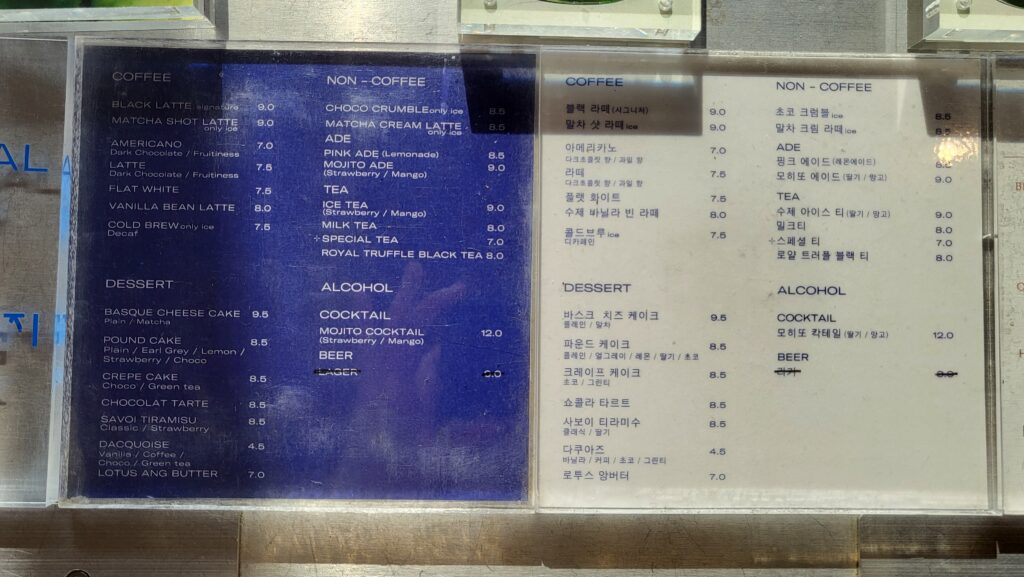 AL
COFFEE
BLACK LATTE signature 9.0
MATCHA SHOT LATTE 9.0
only ice
AMERICANO 7.0
Dark Chocolate / Fruitiness
LATTE 7.5
Dark Chocolate / Fruitiness
FLAT WHITE 7.5
VANILLA BEAN LATTE 8.0
COLD BREW only ice 7.5
Decaf
DESSERT
BASQUE CHEESE CAKE 9.5
Plain / Matcha
POUND CAKE 8.5
Plain / Earl Grey / Lemon /
Strawberry / Choco
CREPE CAKE 8.5
Choco / Green tea
CHOCOLAT TARTE 8.5
SAVOI TIRAMISU 8.5
Classic / Strawberry
DACQUOISE 4.5
Vanilla / Coffee /
Choco / Green tea
LOTUS ANG BUTTER 7.0
NON - COFFEE
CHOCO CRUMBLE only ice 8.5
MATCHA CREAM LATTE 8.5
only ice
ADE
PINK ADE (Lemonade) 8.5
MOJITO ADE 9.0
(Strawberry / Mango)
TEA
ICE TEA 9.0
(Strawberry / Mango)
MILK TEA 8.0
+SPECIAL TEA 7.0
ROYAL TRUFFLE BLACK TEA 8.0
ALCOHOL
COCKTAIL
MOJITO COCKTAIL 12.0
(Strawberry / Mango)
BEER
LAGER 9.0
COFFEE
블랙 라떼 (시그니처) 9.0
말차 샷 라떼 ice 9.0
아메리카노 7.0
다크초콜릿 향 / 과일 향
라떼 7.5
다크초콜릿 향 / 과일 향
플랫 화이트 7.5
수제 바닐라 빈 라떼 8.0
콜드브루 ice 7.5
디카페인
DESSERT
바스크 치즈 케이크 9.5
플레인 / 말차
파운드 케이크 8.5
플레인 / 얼그레이 / 레몬 / 딸기 / 초코
크레이프 케이크 8.5
초코 / 그린티
쇼콜라 타르트 8.5
사보이 티라미수 8.5
클래식 / 딸기
다쿠아즈 4.5
바닐라 / 커피 / 초코 / 그린티
로투스 앙버터 7.0
NON - COFFEE
초코 크럼블 ice 8.5
말차 크림 라떼 ice 8.5
ADE
핑크 에이드 (레몬에이드)
모히또 에이드 (딸기 / 망고) 9.0
TEA
수제 아이스 티 (딸기 / 망고) 9.0
밀크티 8.0
+스페셜 티 7.0
로얄 트러플 블랙 티 8.0
ALCOHOL
COCKTAIL
모히또 칵테일 (딸기 / 망고) 12.0
BEER
라거 9.0